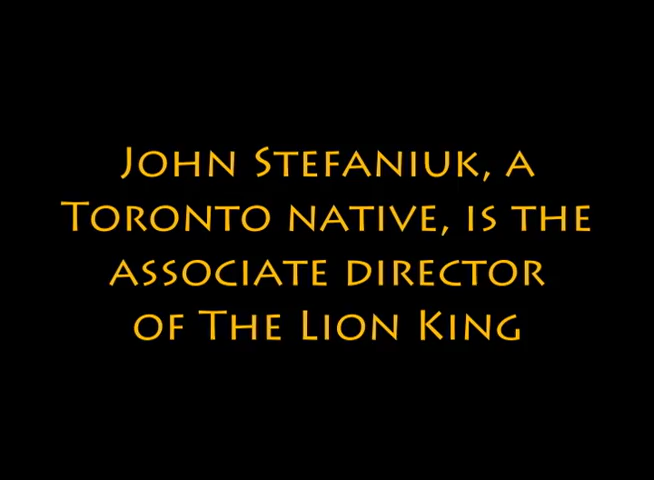 John Stefaniuk, a
Toronto native, is the
associate director
of The Lion King